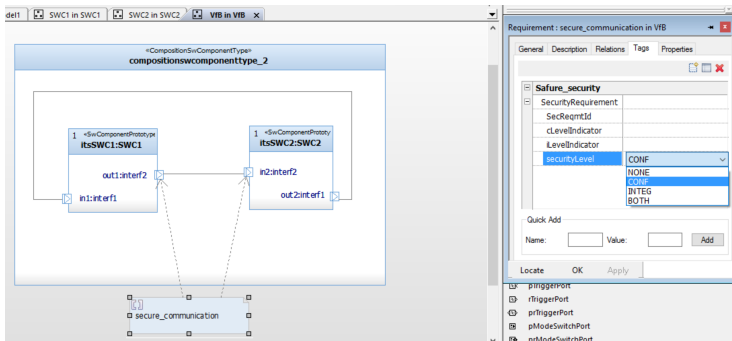 del1
SWC1 in SWC1
SWC2 in SWC2
VfB in VfB
«CompositionSwComponentType»
compositionswcomponenttype_2
1 «SwComponentPrototype
itsSWC1:SWC1
out1:interf2
in1:interf1
1 «SwComponentPrototy
itsSWC2:SWC2
in2:interf2
out2:interf1
secure_communication
Requirement : secure_communication in VfB
General Description Relations Tags Properties
Safure_security
SecurityRequirement
SecReqmtId
cLevelIndicator
iLevelIndicator
securityLevel CONF
NONE
CONF
INTEG
BOTH
Quick Add
Name: Value: Add
Locate OK Apply
pTriggerPort
rTriggerPort
prTriggerPort
pModeSwitchPort
prModeSwitchPort